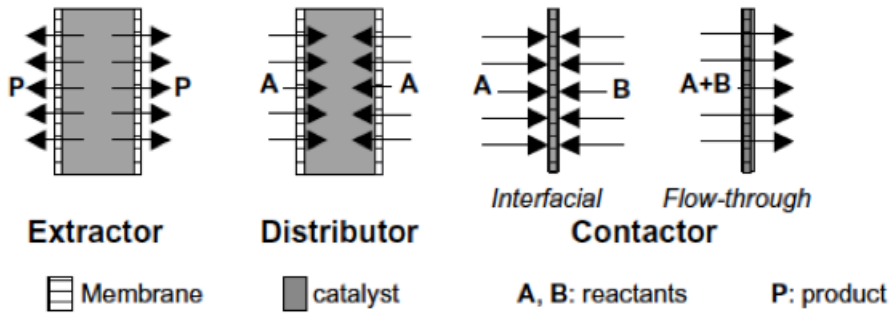 P P A A A B A+B
Interfacial Flow-through
Extractor Distributor Contactor
Membrane catalyst A, B: reactants P: product